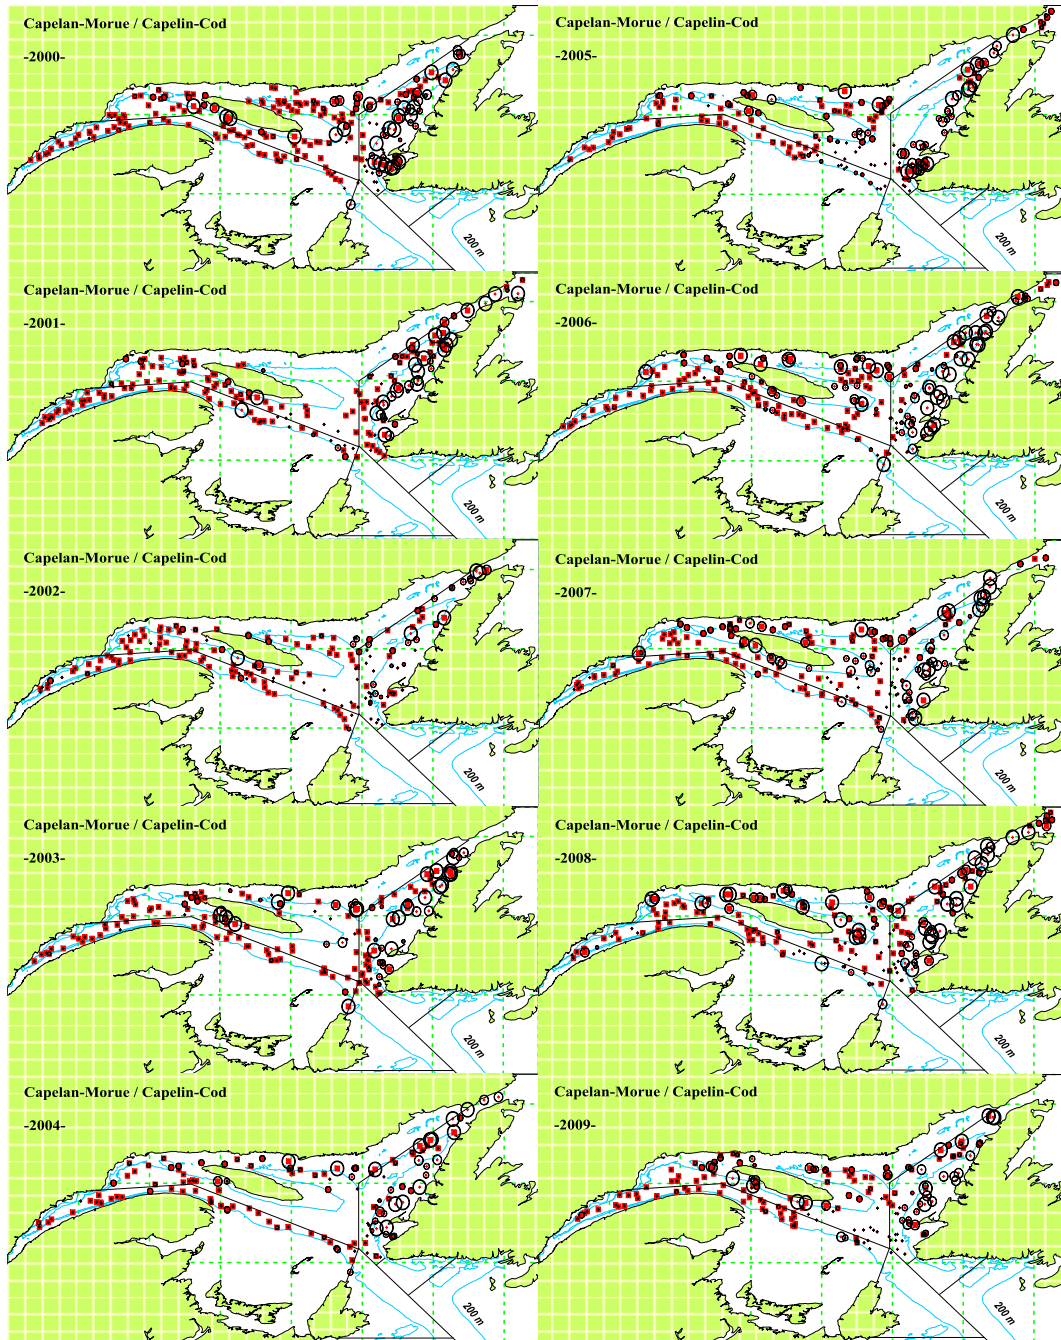 Capelan-Morue / Capelin-Cod
-2000-
200 m
Capelan-Morue / Capelin-Cod
-2005-
200 m
Capelan-Morue / Capelin-Cod
-2001-
200 m
Capelan-Morue / Capelin-Cod
-2006-
200 m
Capelan-Morue / Capelin-Cod
-2002-
200 m
Capelan-Morue / Capelin-Cod
-2007-
200 m
Capelan-Morue / Capelin-Cod
-2003-
200 m
Capelan-Morue / Capelin-Cod
-2008-
200 m
Capelan-Morue / Capelin-Cod
-2004-
200 m
Capelan-Morue / Capelin-Cod
-2009-
200 m